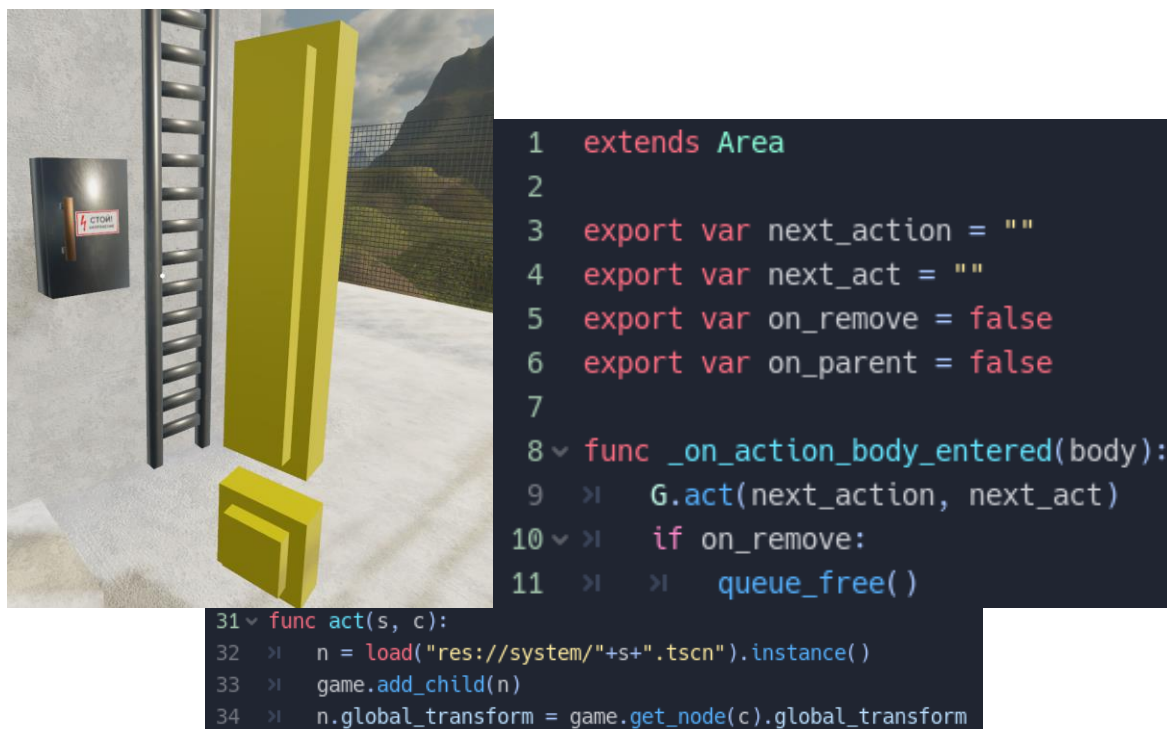 СТОЙ!
1 extends Area
2
3 export var next_action = ""
4 export var next_act = ""
5 export var on_remove = false
6 export var on_parent = false
7
8 func _on_action_body_entered(body):
9 G.act(next_action, next_act)
10 if on_remove:
11 queue_free()
31 func act(s, c):
32 n = load("res://system/"+s+".tscn").instance()
33 game.add_child(n)
34 n.global_transform = game.get_node(c).global_transform